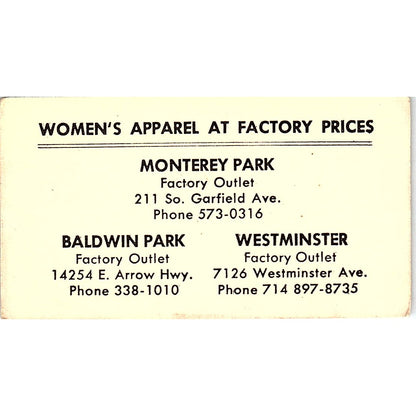 WOMEN'S APPAREL AT FACTORY PRICES
MONTEREY PARK
Factory Outlet
211 So. Garfield Ave.
Phone 573-0316
BALDWIN PARK
Factory Outlet
14254 E. Arrow Hwy.
Phone 338-1010
WESTMINSTER
Factory Outlet
7126 Westminster Ave.
Phone 714 897-8735